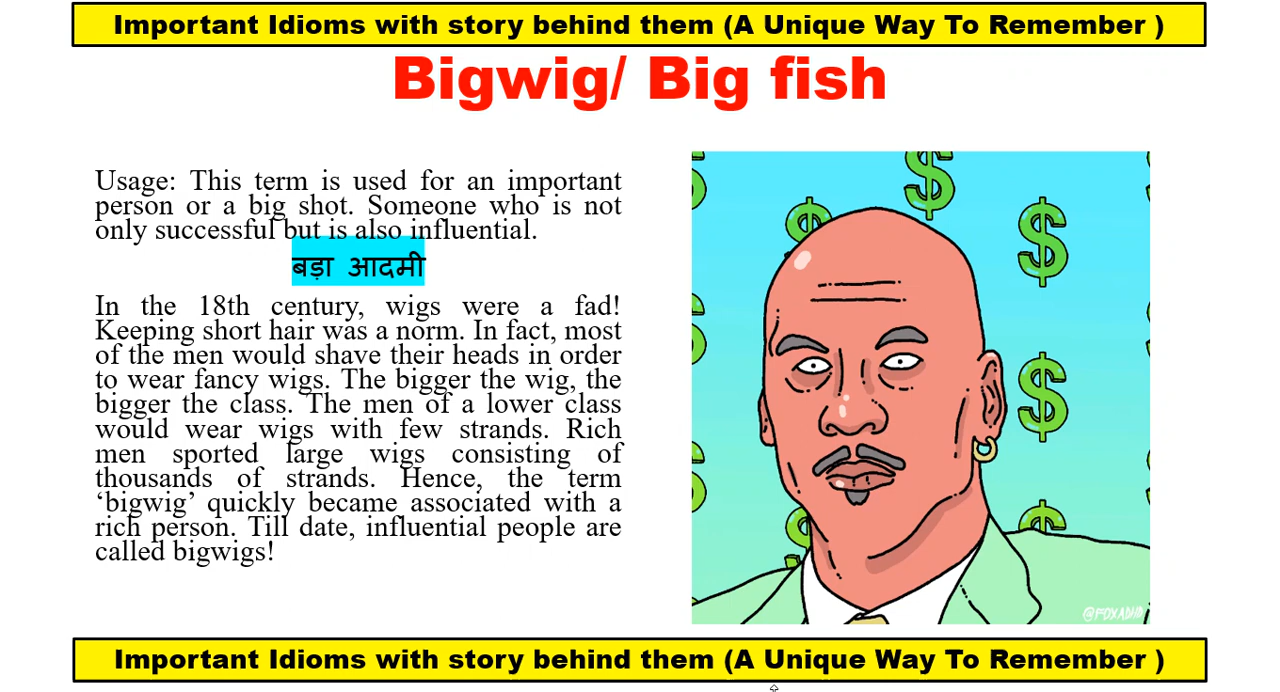 Important Idioms with story behind them (A Unique Way To Remember )
Bigwig/ Big fish
Usage: This term is used for an important
person or a big shot. Someone who is not
only successful but is also influential.
बड़ा आदमी
In the 18th century, wigs were a fad!
Keeping short hair was a norm. In fact, most
of the men would shave their heads in order
to wear fancy wigs. The bigger the wig, the
bigger the class. The men of a lower class
would wear wigs with few strands. Rich
men sported large wigs consisting of
thousands of strands. Hence, the term
‘bigwig’ quickly became associated with a
rich person. Till date, influential people are
called bigwigs!
@FOXADHD
Important Idioms with story behind them (A Unique Way To Remember )